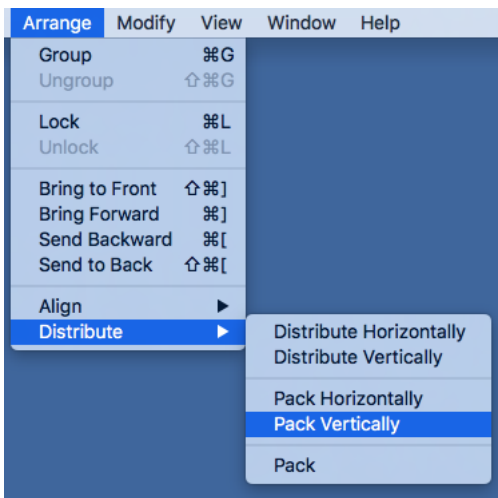 Arrange Modify View Window Help
Group ⌘G
Ungroup ⇧⌘G
Lock ⌘L
Unlock ⇧⌘L
Bring to Front ⇧⌘]
Bring Forward ⌘]
Send Backward ⌘[
Send to Back ⇧⌘[
Align ▶
Distribute ▶
Distribute Horizontally
Distribute Vertically
Pack Horizontally
Pack Vertically
Pack